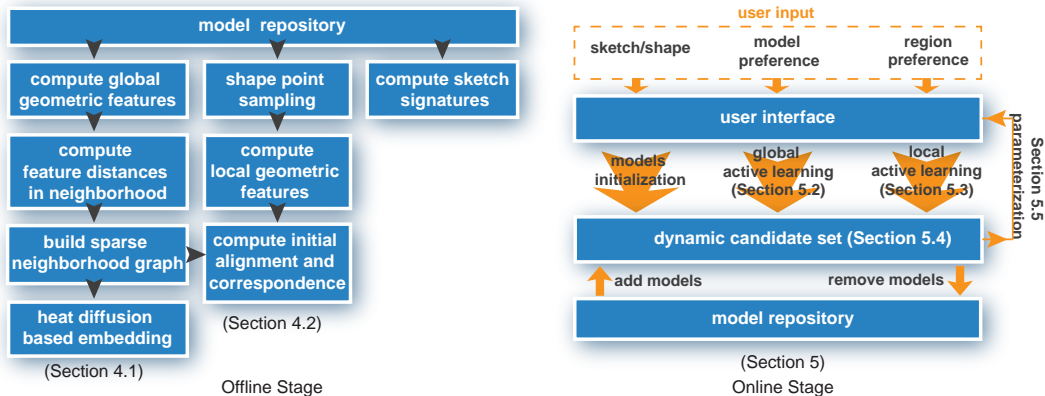 model repository
compute global
geometric features
compute
feature distances
in neighborhood
build sparse
neighborhood graph
heat diffusion
based embedding
(Section 4.1)
shape point
sampling
compute
local geometric
features
compute initial
alignment and
correspondence
(Section 4.2)
compute sketch
signatures
Offline Stage
user input
sketch/shape
model
preference
region
preference
user interface
models
initialization
global
active learning
(Section 5.2)
local
active learning
(Section 5.3)
Section 5.5
parameterization
dynamic candidate set (Section 5.4)
add models
remove models
model repository
(Section 5)
Online Stage